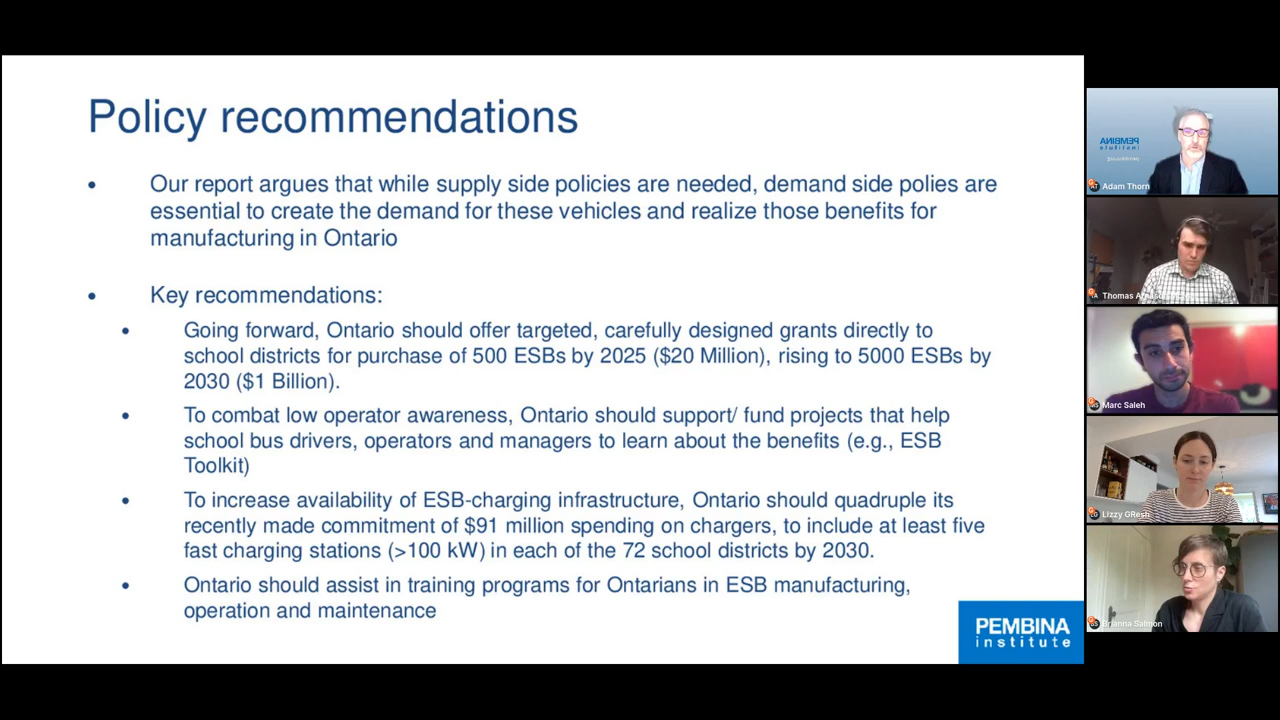 Policy recommendations
• Our report argues that while supply side policies are needed, demand side polies are
essential to create the demand for these vehicles and realize those benefits for
manufacturing in Ontario
• Key recommendations:
• Going forward, Ontario should offer targeted, carefully designed grants directly to
school districts for purchase of 500 ESBs by 2025 ($20 Million), rising to 5000 ESBs by
2030 ($1 Billion).
• To combat low operator awareness, Ontario should support/ fund projects that help
school bus drivers, operators and managers to learn about the benefits (e.g., ESB
Toolkit)
• To increase availability of ESB-charging infrastructure, Ontario should quadruple its
recently made commitment of $91 million spending on chargers, to include at least five
fast charging stations (>100 kW) in each of the 72 school districts by 2030.
• Ontario should assist in training programs for Ontarians in ESB manufacturing,
operation and maintenance
PEMBINA
institute
PEMBINA
institute
Adam Thorn
Thomas
Marc Saleh
Lizzy GResh
Brianna Salmon